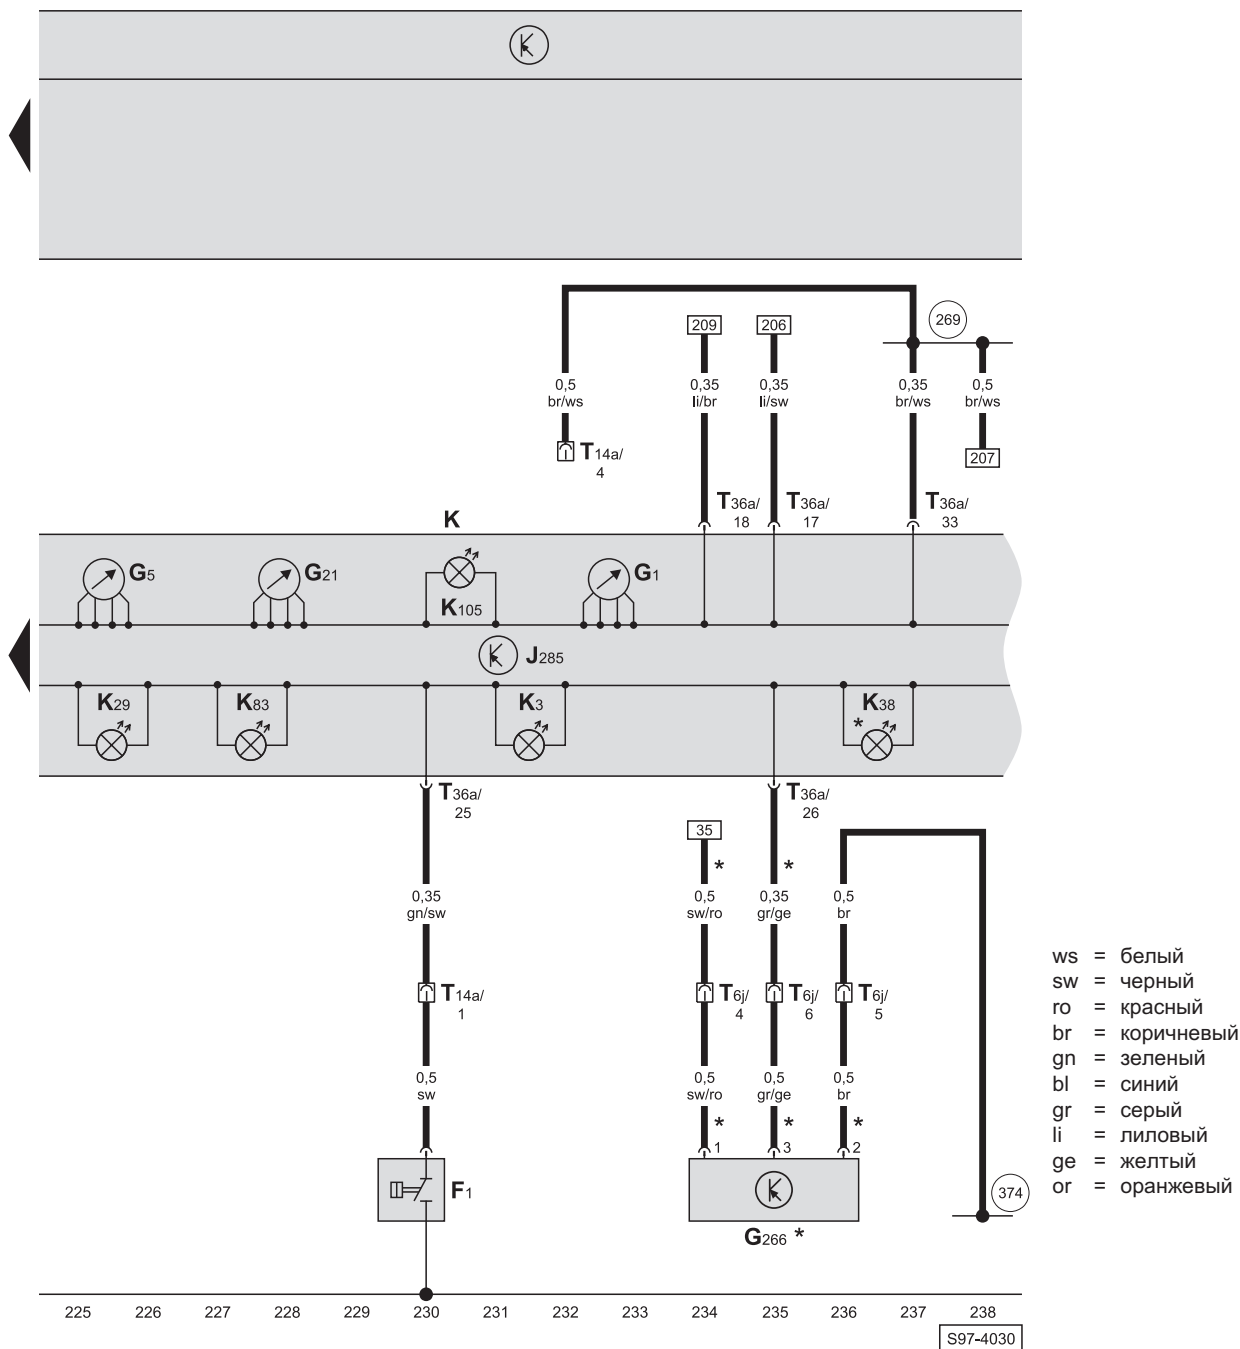 209
206
269
0,5
br/ws
0,35
li/br
0,35
li/sw
0,35
br/ws
0,5
br/ws
T14a/
4
207
K
T36a/
18
T36a/
17
T36a/
33
G5
G21
K105
G1
J285
K29
K83
K3
K38
*
T36a/
25
T36a/
26
35
*
*
0,35
gn/sw
0,5
sw/ro
0,35
gr/ge
0,5
br
ws = белый
sw = черный
ro = красный
br = коричневый
gn = зеленый
bl = синий
gr = серый
li = лиловый
ge = желтый
or = оранжевый
T14a/
1
T6j/
4
T6j/
6
T6j/
5
0,5
sw
0,5
sw/ro
0,5
gr/ge
0,5
br
*
1
*
3
*
2
F1
G266 *
374
225 226 227 228 229 230 231 232 233 234 235 236 237 238
S97-4030